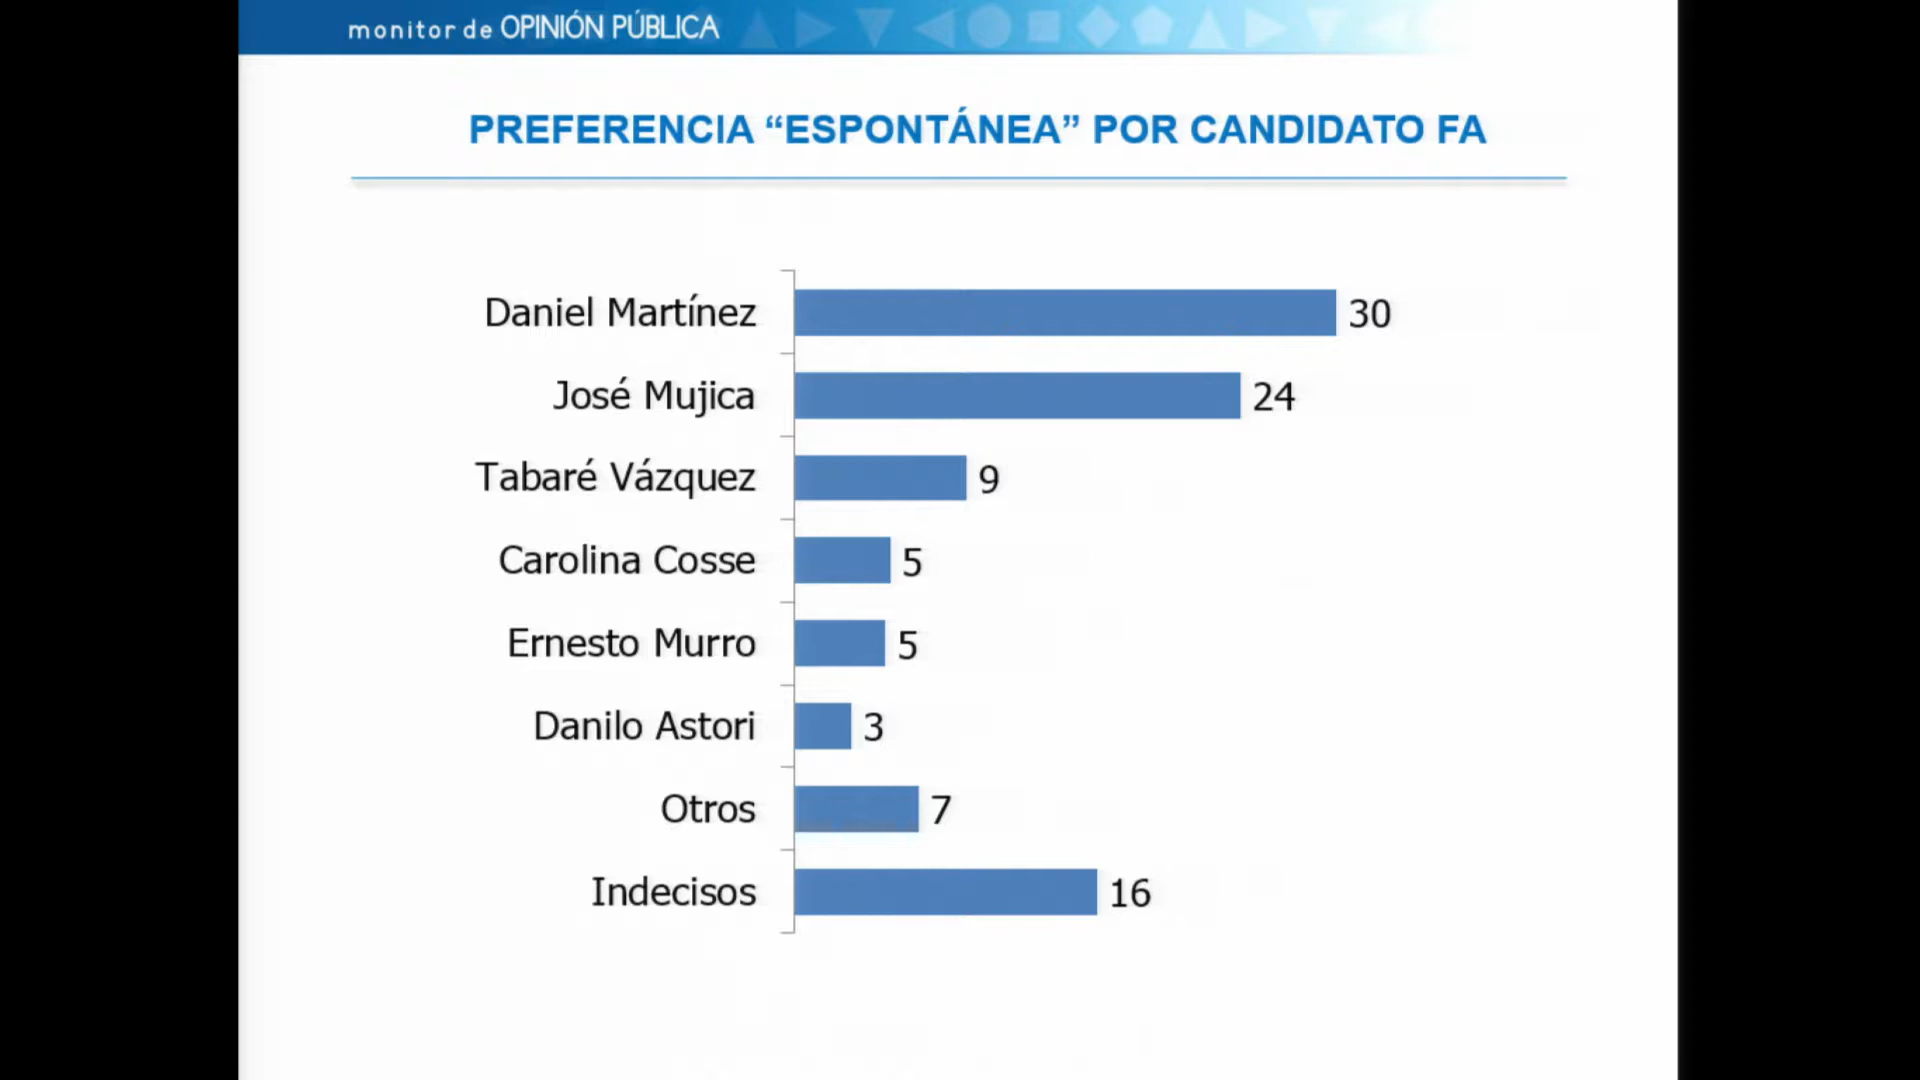 monitor de OPINIÓN PÚBLICA
PREFERENCIA “ESPONTÁNEA” POR CANDIDATO FA
Daniel Martínez 30
José Mujica 24
Tabaré Vázquez 9
Carolina Cosse 5
Ernesto Murro 5
Danilo Astori 3
Otros 7
Indecisos 16